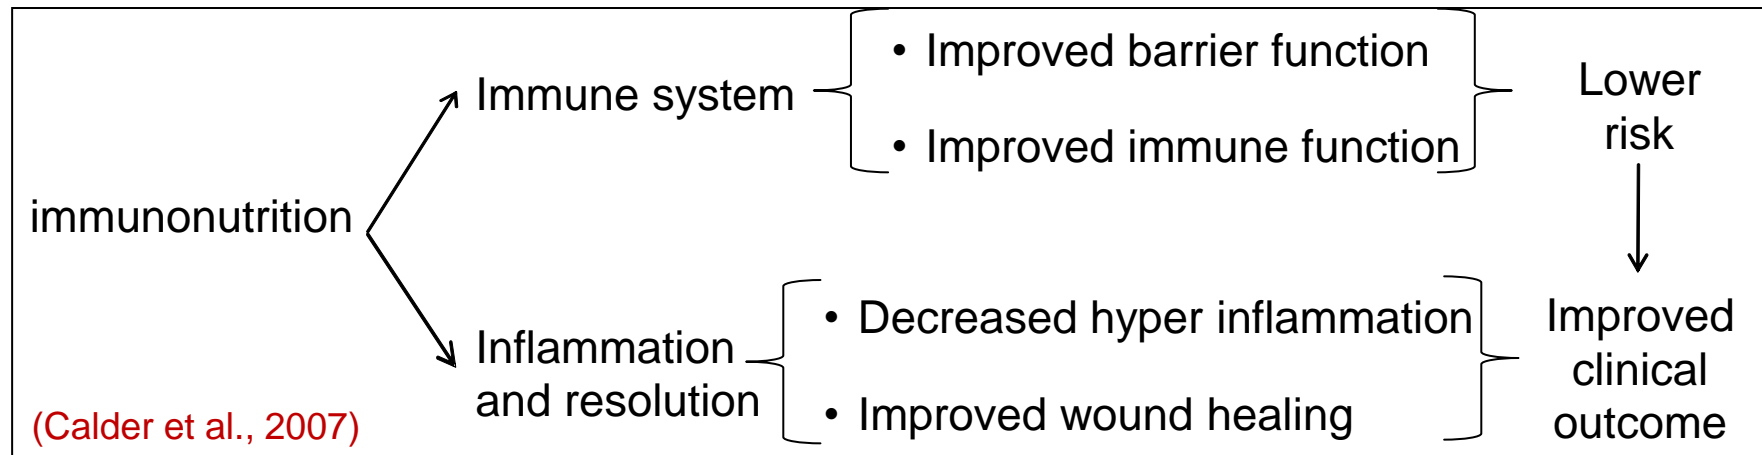 immunonutrition
Immune system
• Improved barrier function
• Improved immune function
Lower
risk
Inflammation
and resolution
• Decreased hyper inflammation
• Improved wound healing
Improved
clinical
outcome
(Calder et al., 2007)